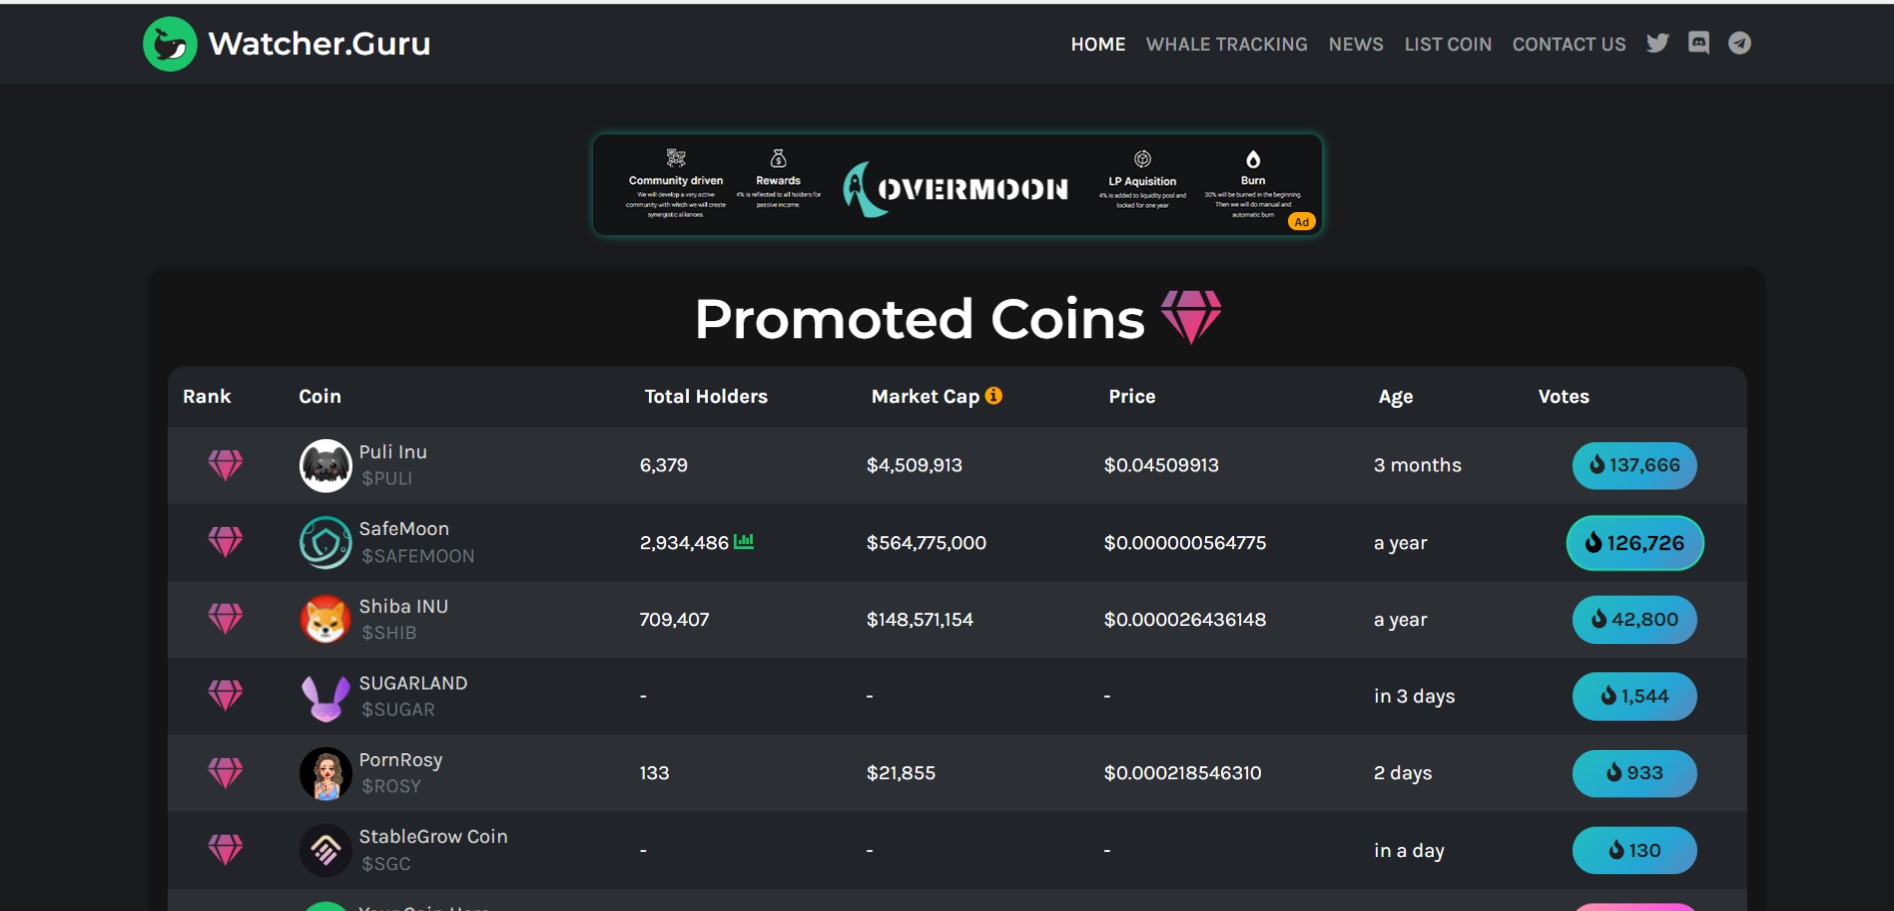 Watcher.Guru
HOME WHALE TRACKING NEWS LIST COIN CONTACT US
Community driven
We will develop a very active
community with which we will create
synergistic alliances.
Rewards
4% is reflected to all holders for
passive income.
OVERMOON
LP Aquisition
4% is added to liquidity pool and
locked for one year
Burn
30% will be burned in the beginning.
Then we will do manual and
automatic burn
Ad
Promoted Coins
Rank Coin Total Holders Market Cap Price Age Votes
Puli Inu
$PULI
6,379 $4,509,913 $0.04509913 3 months 137,666
SafeMoon
$SAFEMOON
2,934,486 $564,775,000 $0.000000564775 a year 126,726
Shiba INU
$SHIB
709,407 $148,571,154 $0.000026436148 a year 42,800
SUGARLAND
$SUGAR
- - - in 3 days 1,544
PornRosy
$ROSY
133 $21,855 $0.000218546310 2 days 933
StableGrow Coin
$SGC
- - - in a day 130
Your Coin Here